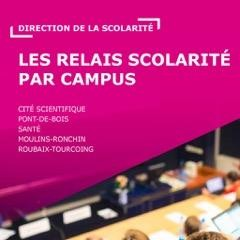 DIRECTION DE LA SCOLARITÉ
LES RELAIS SCOLARITÉ
PAR CAMPUS
CITÉ SCIENTIFIQUE
PONT-DE-BOIS
SANTÉ
MOULINS-RONCHIN
ROUBAIX-TOURCOING